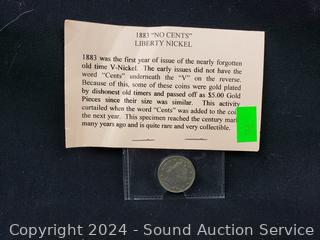 1883 "NO CENTS"
LIBERTY NICKEL
1883 was the first year of issue of the nearly forgotten
old time V-Nickel. The early issues did not have the
word "Cents" underneath the "V" on the reverse.
Because of this, some of these coins were gold plated
by dishonest old timers and passed off as $5.00 Gold
Pieces since their size was similar. This activity
curtailed when the word "Cents" was added to the coin
the next year. This specimen reached the century mark
many years ago and is quite rare and very collectible.
Copyright 2024 - Sound Auction Service